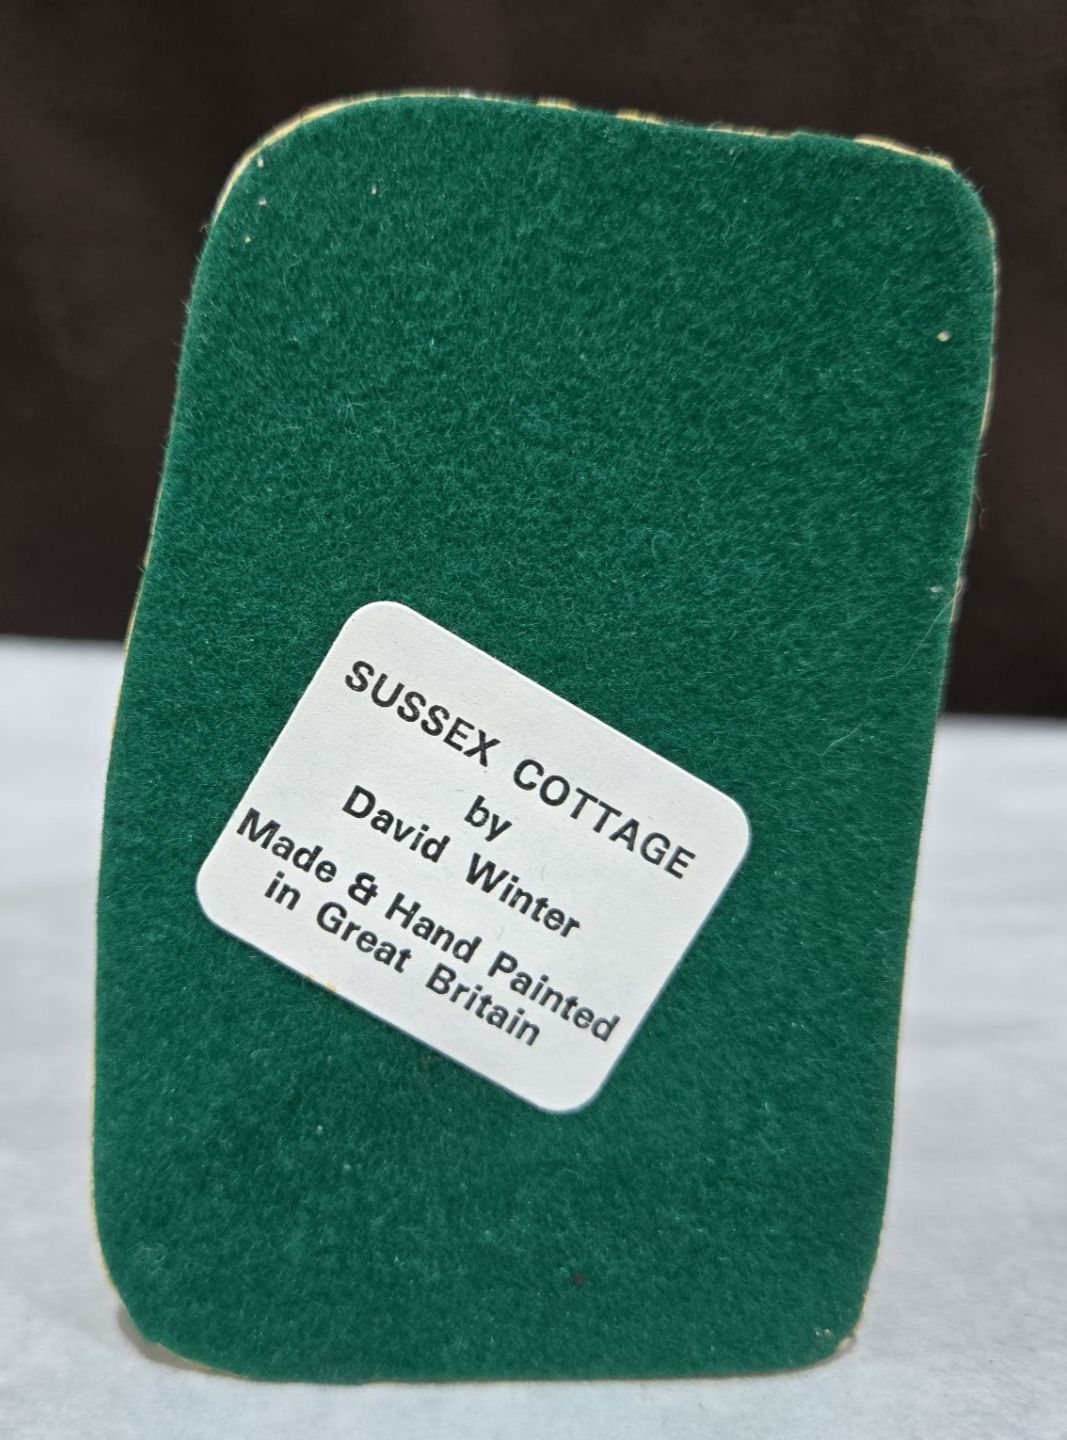 SUSSEX COTTAGE
by
David Winter
Made & Hand Painted
in Great Britain